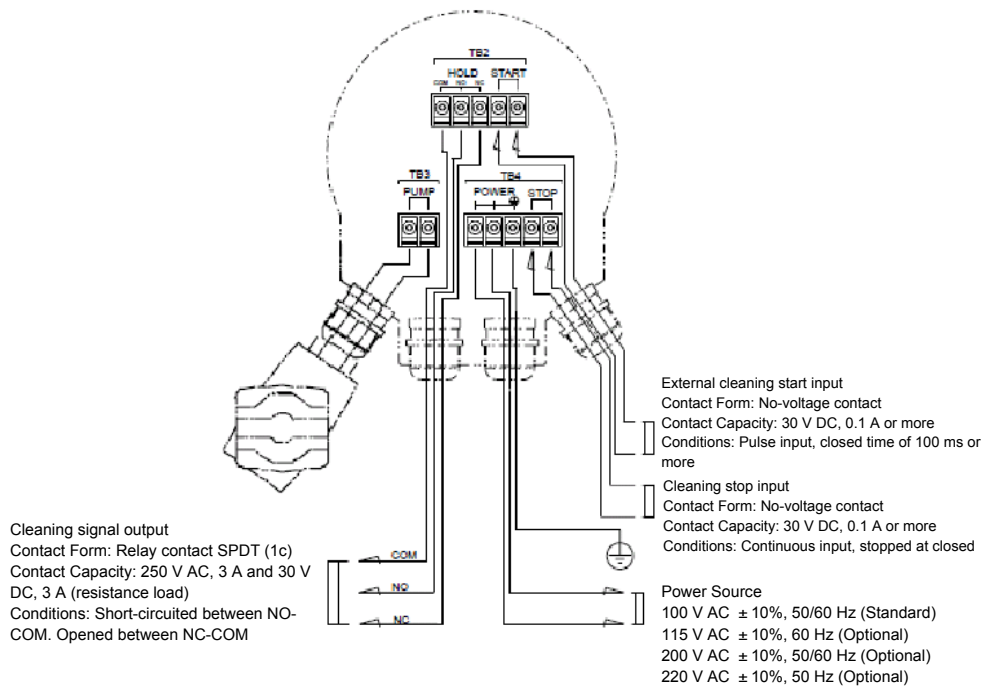 TB2
HOLD START
COM NO NC
TB3
PUMP
TB4
POWER STOP
External cleaning start input
Contact Form: No-voltage contact
Contact Capacity: 30 V DC, 0.1 A or more
Conditions: Pulse input, closed time of 100 ms or
more
Cleaning stop input
Contact Form: No-voltage contact
Contact Capacity: 30 V DC, 0.1 A or more
Conditions: Continuous input, stopped at closed
Cleaning signal output
Contact Form: Relay contact SPDT (1c)
Contact Capacity: 250 V AC, 3 A and 30 V
DC, 3 A (resistance load)
Conditions: Short-circuited between NO-
COM. Opened between NC-COM
COM
NO
NC
Power Source
100 V AC ± 10%, 50/60 Hz (Standard)
115 V AC ± 10%, 60 Hz (Optional)
200 V AC ± 10%, 50/60 Hz (Optional)
220 V AC ± 10%, 50 Hz (Optional)